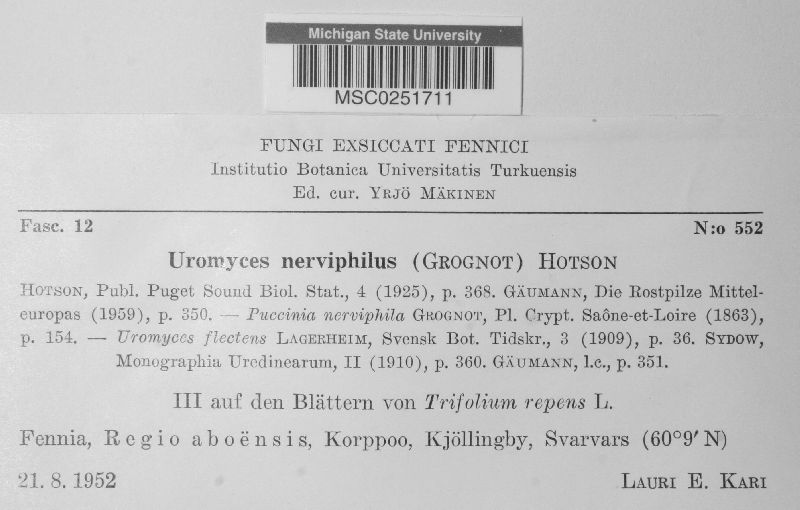 Michigan State University
MSC0251711
FUNGI EXSICCATI FENNICI
Institutio Botanica Universitatis Turkuensis
Ed. cur. YRJÖ MÄKINEN
Fasc. 12 N:o 552
Uromyces nerviphilus (GROGNOT) HOTSON
HOTSON, Publ. Puget Sound Biol. Stat., 4 (1925), p. 368. GÄUMANN, Die Rostpilze Mittel-
europas (1959), p. 350. — Puccinia nerviphila GROGNOT, Pl. Crypt. Saône-et-Loire (1863),
p. 154. — Uromyces flectens LAGERHEIM, Svensk Bot. Tidskr., 3 (1909), p. 36. SYDOW,
Monographia Uredinearum, II (1910), p. 360. GÄUMANN, l.c., p. 351.
III auf den Blättern von Trifolium repens L.
Fennia, Regio aboënsis, Korppoo, Kjöllingby, Svarvars (60°9′ N)
21. 8. 1952 LAURI E. KARI